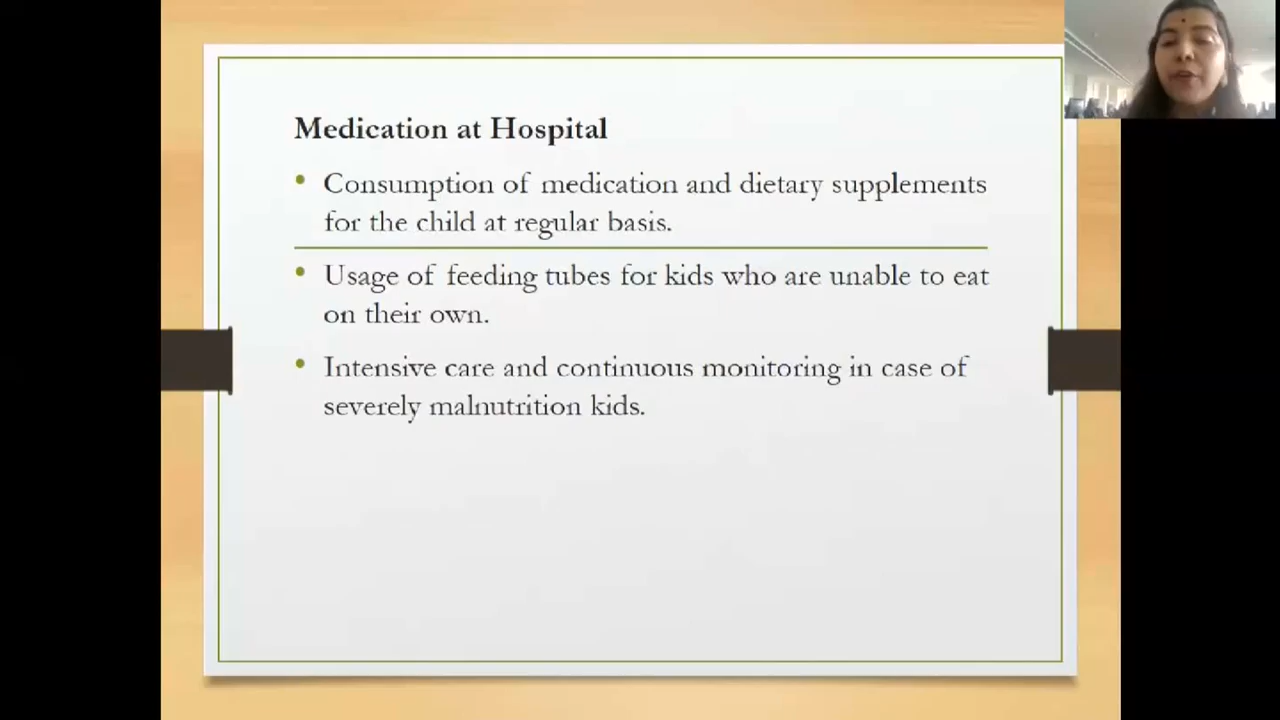 Medication at Hospital
• Consumption of medication and dietary supplements
for the child at regular basis.
• Usage of feeding tubes for kids who are unable to eat
on their own.
• Intensive care and continuous monitoring in case of
severely malnutrition kids.